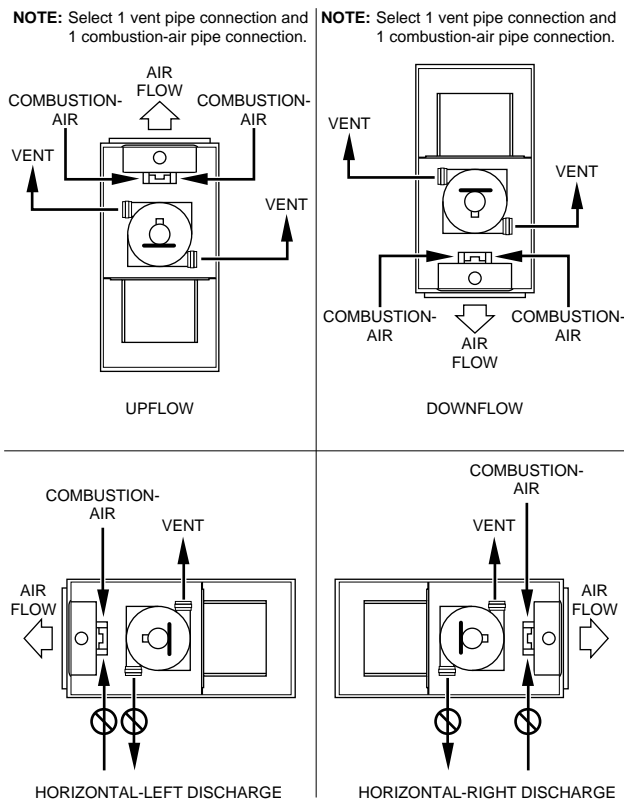 NOTE: Select 1 vent pipe connection and
1 combustion-air pipe connection.
AIR
FLOW
COMBUSTION-
AIR
COMBUSTION-
AIR
VENT
VENT
UPFLOW
NOTE: Select 1 vent pipe connection and
1 combustion-air pipe connection.
VENT
VENT
COMBUSTION-
AIR
COMBUSTION-
AIR
AIR
FLOW
DOWNFLOW
COMBUSTION-
AIR
VENT
AIR
FLOW
HORIZONTAL-LEFT DISCHARGE
COMBUSTION-
AIR
VENT
AIR
FLOW
HORIZONTAL-RIGHT DISCHARGE